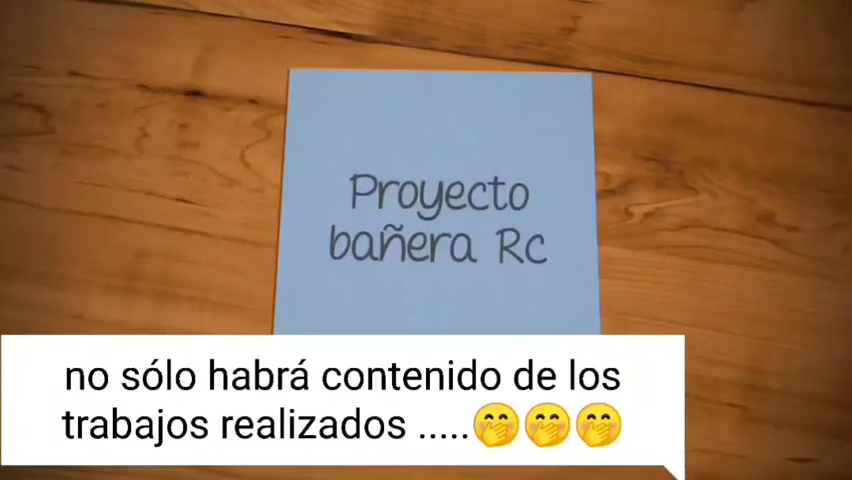 Proyecto
bañera Rc
no sólo habrá contenido de los
trabajos realizados .....🤭🤭🤭